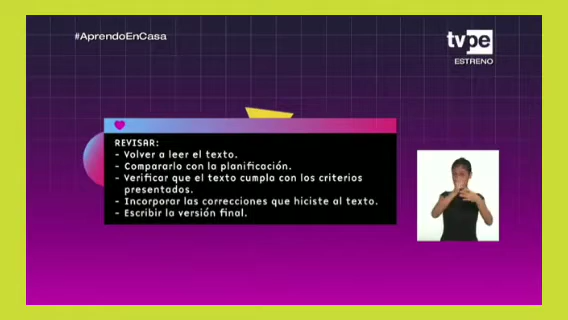 #AprendoEnCasa
tvpe
ESTRENO
REVISAR:
- Volver a leer el texto.
- Compararlo con la planificación.
- Verificar que el texto cumpla con los criterios
presentados.
- Incorporar las correcciones que hiciste al texto.
- Escribir la versión final.